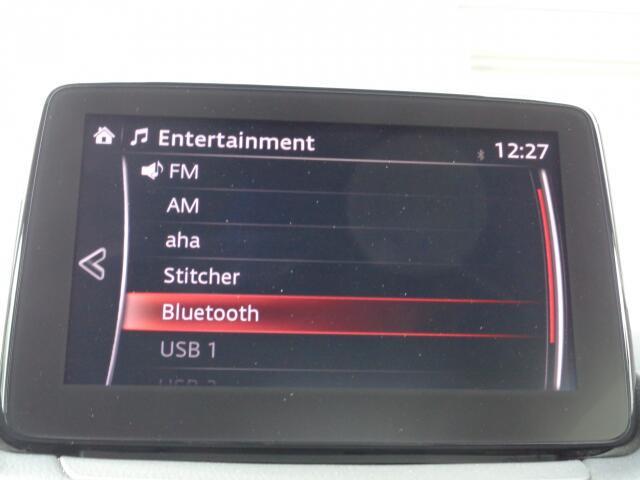 Entertainment
12:27
FM
AM
aha
Stitcher
Bluetooth
USB 1